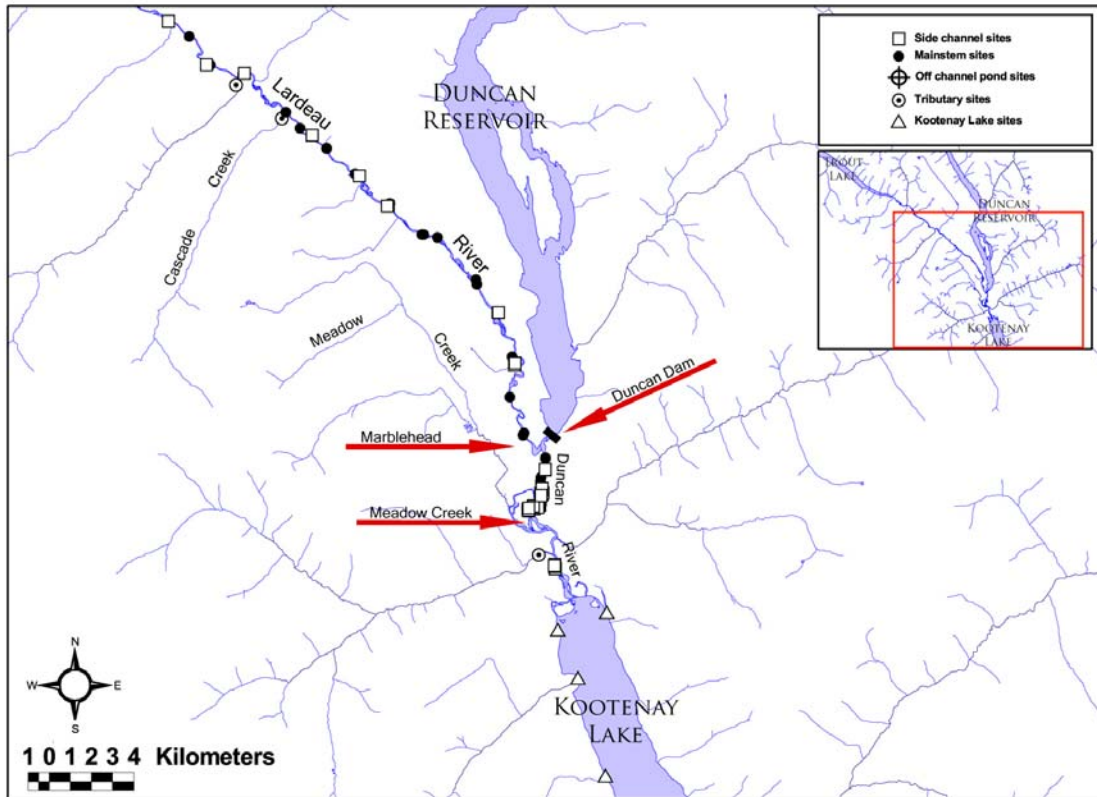 Side channel sites
Mainstem sites
Off channel pond sites
Tributary sites
Kootenay Lake sites
TROUT
LAKE
DUNCAN
RESERVOIR
KOOTENAY
LAKE
DUNCAN
RESERVOIR
Lardeau
River
Creek
Cascade
Meadow
Creek
Duncan Dam
Marblehead
Duncan
Meadow Creek
River
KOOTENAY
LAKE
N
W
E
S
1 0 1 2 3 4 Kilometers